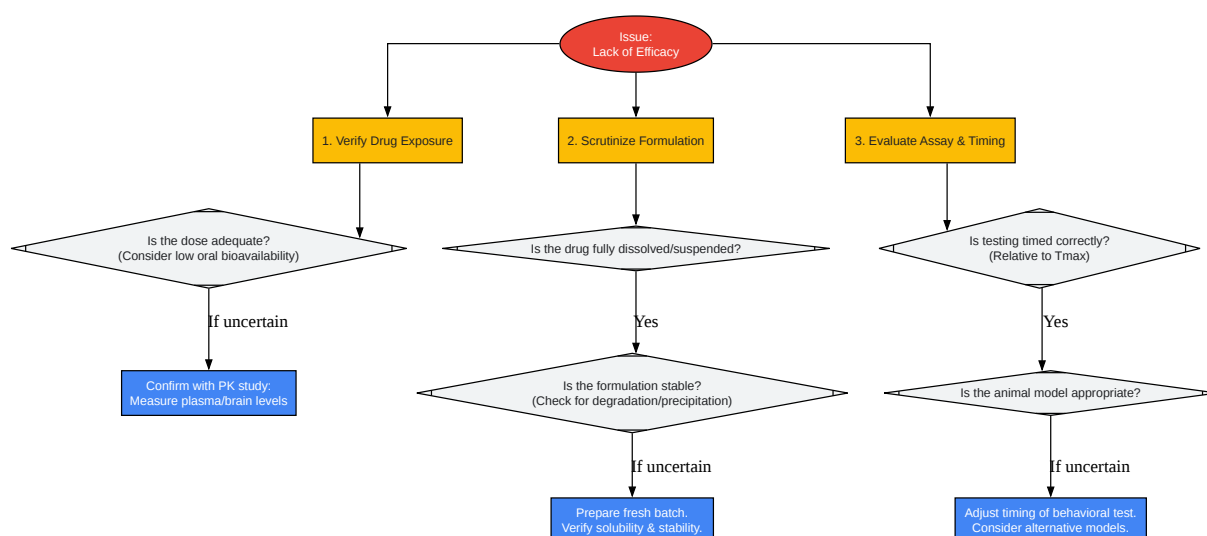 Issue:
Lack of Efficacy
1. Verify Drug Exposure
2. Scrutinize Formulation
3. Evaluate Assay & Timing
Is the dose adequate?
(Consider low oral bioavailability)
Is the drug fully dissolved/suspended?
Is testing timed correctly?
(Relative to Tmax)
If uncertain
Yes
Yes
Confirm with PK study:
Measure plasma/brain levels
Is the formulation stable?
(Check for degradation/precipitation)
Is the animal model appropriate?
If uncertain
If uncertain
Prepare fresh batch.
Verify solubility & stability.
Adjust timing of behavioral test.
Consider alternative models.